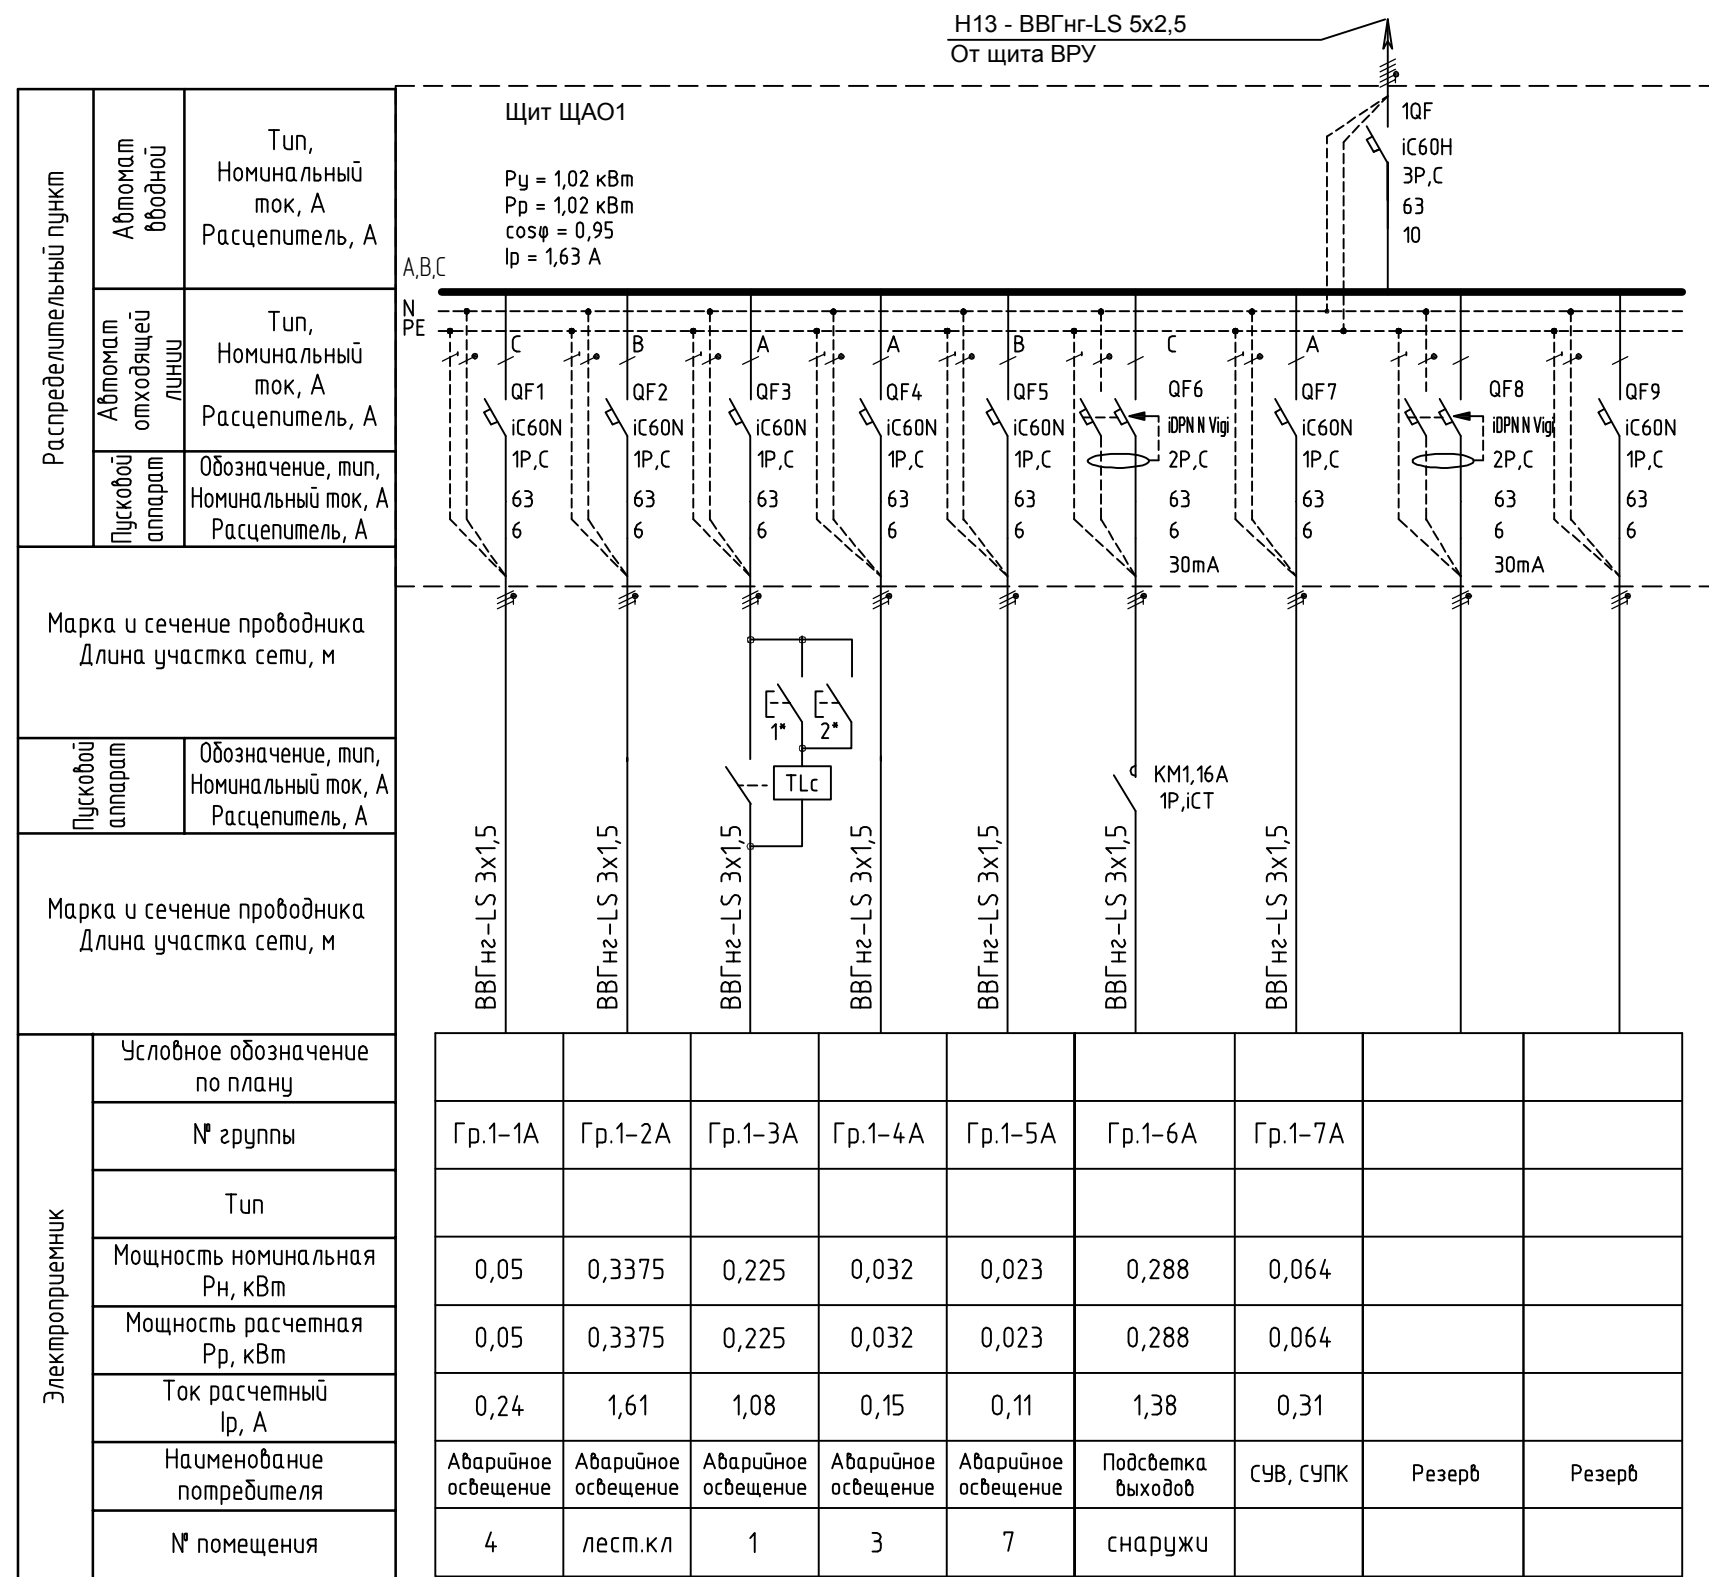 Н13 - ВВГнг-LS 5х2,5
От щита ВРУ
Щит ЩАО1
Ру = 1,02 кВт
Рр = 1,02 кВт
cosφ = 0,95
Iр = 1,63 А
1QF
iC60H
3P,C
63
10
Распределительный пункт
Автомат
вводной
Тип,
Номинальный
ток, А
Расцепитель, А
A,B,C
N
PE
Автомат
отходящей
линии
Тип,
Номинальный
ток, А
Расцепитель, А
C
B
A
A
B
C
A
QF1
iC60N
1P,C
63
6
QF2
iC60N
1P,C
63
6
QF3
iC60N
1P,C
63
6
QF4
iC60N
1P,C
63
6
QF5
iC60N
1P,C
63
6
QF6
iDPN N Vigi
2P,C
63
6
30mA
QF7
iC60N
1P,C
63
6
QF8
iDPN N Vigi
2P,C
63
6
30mA
QF9
iC60N
1P,C
63
6
Пусковой
аппарат
Обозначение, тип,
Номинальный ток, А
Расцепитель, А
Марка и сечение проводника
Длина участка сети, м
1*
2*
Пусковой
аппарат
Обозначение, тип,
Номинальный ток, А
Расцепитель, А
TLc
КМ1,16А
1P,iCT
Марка и сечение проводника
Длина участка сети, м
ВВГнг-LS 3х1,5
ВВГнг-LS 3х1,5
ВВГнг-LS 3х1,5
ВВГнг-LS 3х1,5
ВВГнг-LS 3х1,5
ВВГнг-LS 3х1,5
ВВГнг-LS 3х1,5
Электроприемник
Условное обозначение
по плану
№ группы
Гр.1-1А
Гр.1-2А
Гр.1-3А
Гр.1-4А
Гр.1-5А
Гр.1-6А
Гр.1-7А
Тип
Мощность номинальная
Рн, кВт
0,05
0,3375
0,225
0,032
0,023
0,288
0,064
Мощность расчетная
Рр, кВт
0,05
0,3375
0,225
0,032
0,023
0,288
0,064
Ток расчетный
Iр, А
0,24
1,61
1,08
0,15
0,11
1,38
0,31
Наименование
потребителя
Аварийное
освещение
Аварийное
освещение
Аварийное
освещение
Аварийное
освещение
Аварийное
освещение
Подсветка
выходов
СУВ, СУПК
Резерв
Резерв
№ помещения
4
лест.кл
1
3
7
снаружи